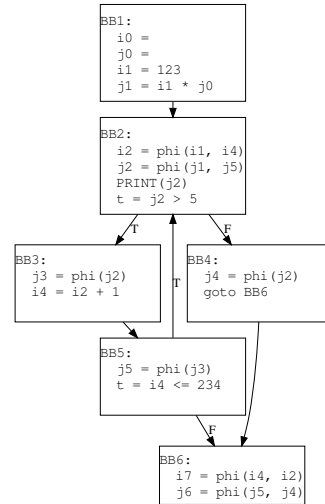 BB1:
i0 =
j0 =
i1 = 123
j1 = i1 * j0
BB2:
i2 = phi(i1, i4)
j2 = phi(j1, j5)
PRINT(j2)
t = j2 > 5
T
F
BB3:
j3 = phi(j2)
i4 = i2 + 1
T
BB4:
j4 = phi(j2)
goto BB6
BB5:
j5 = phi(j3)
t = i4 <= 234
F
BB6:
i7 = phi(i4, i2)
j6 = phi(j5, j4)